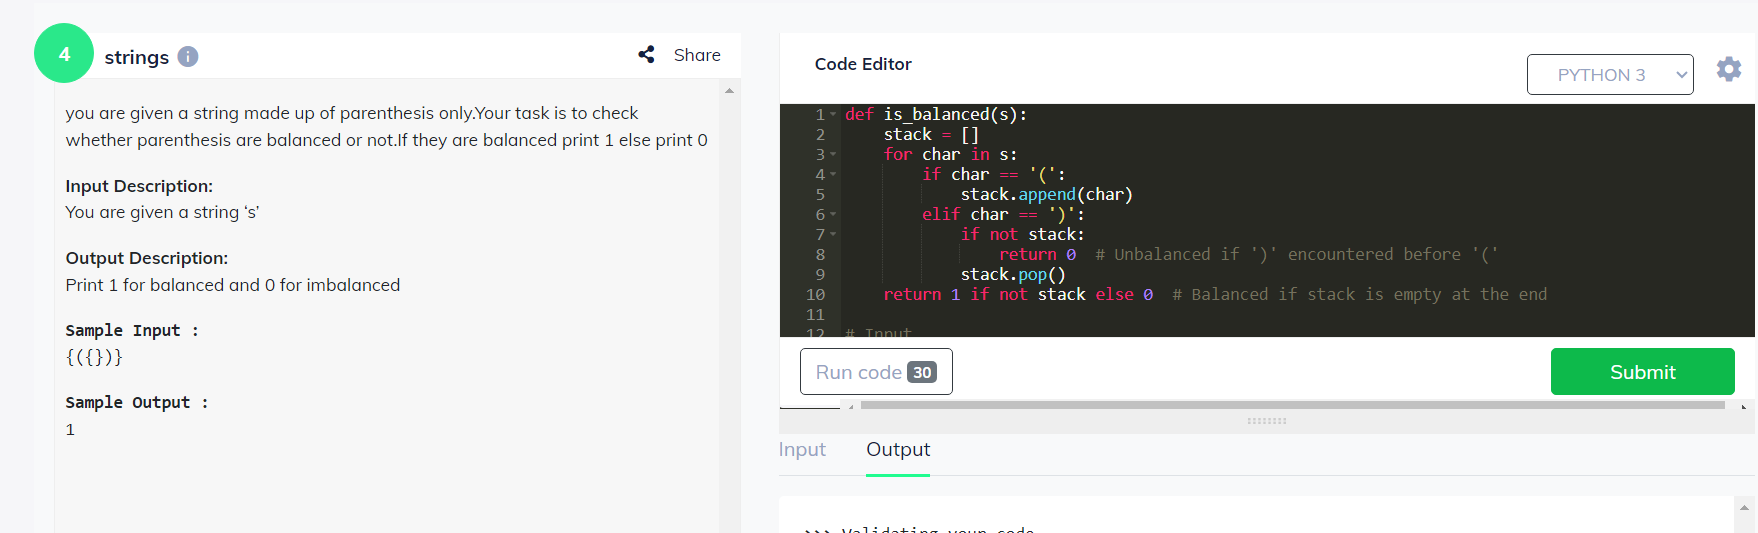 4
strings
i
Share
you are given a string made up of parenthesis only.Your task is to check
whether parenthesis are balanced or not.If they are balanced print 1 else print 0
Input Description:
You are given a string ‘s’
Output Description:
Print 1 for balanced and 0 for imbalanced
Sample Input :
{({})}
Sample Output :
1
Code Editor
PYTHON 3
1 def is_balanced(s):
2     stack = []
3     for char in s:
4         if char == '(':
5             stack.append(char)
6         elif char == ')':
7             if not stack:
8                 return 0  # Unbalanced if ')' encountered before '('
9             stack.pop()
10     return 1 if not stack else 0  # Balanced if stack is empty at the end
11
12 # Input
Run code 30
Submit
Input
Output
>>> Validating your code